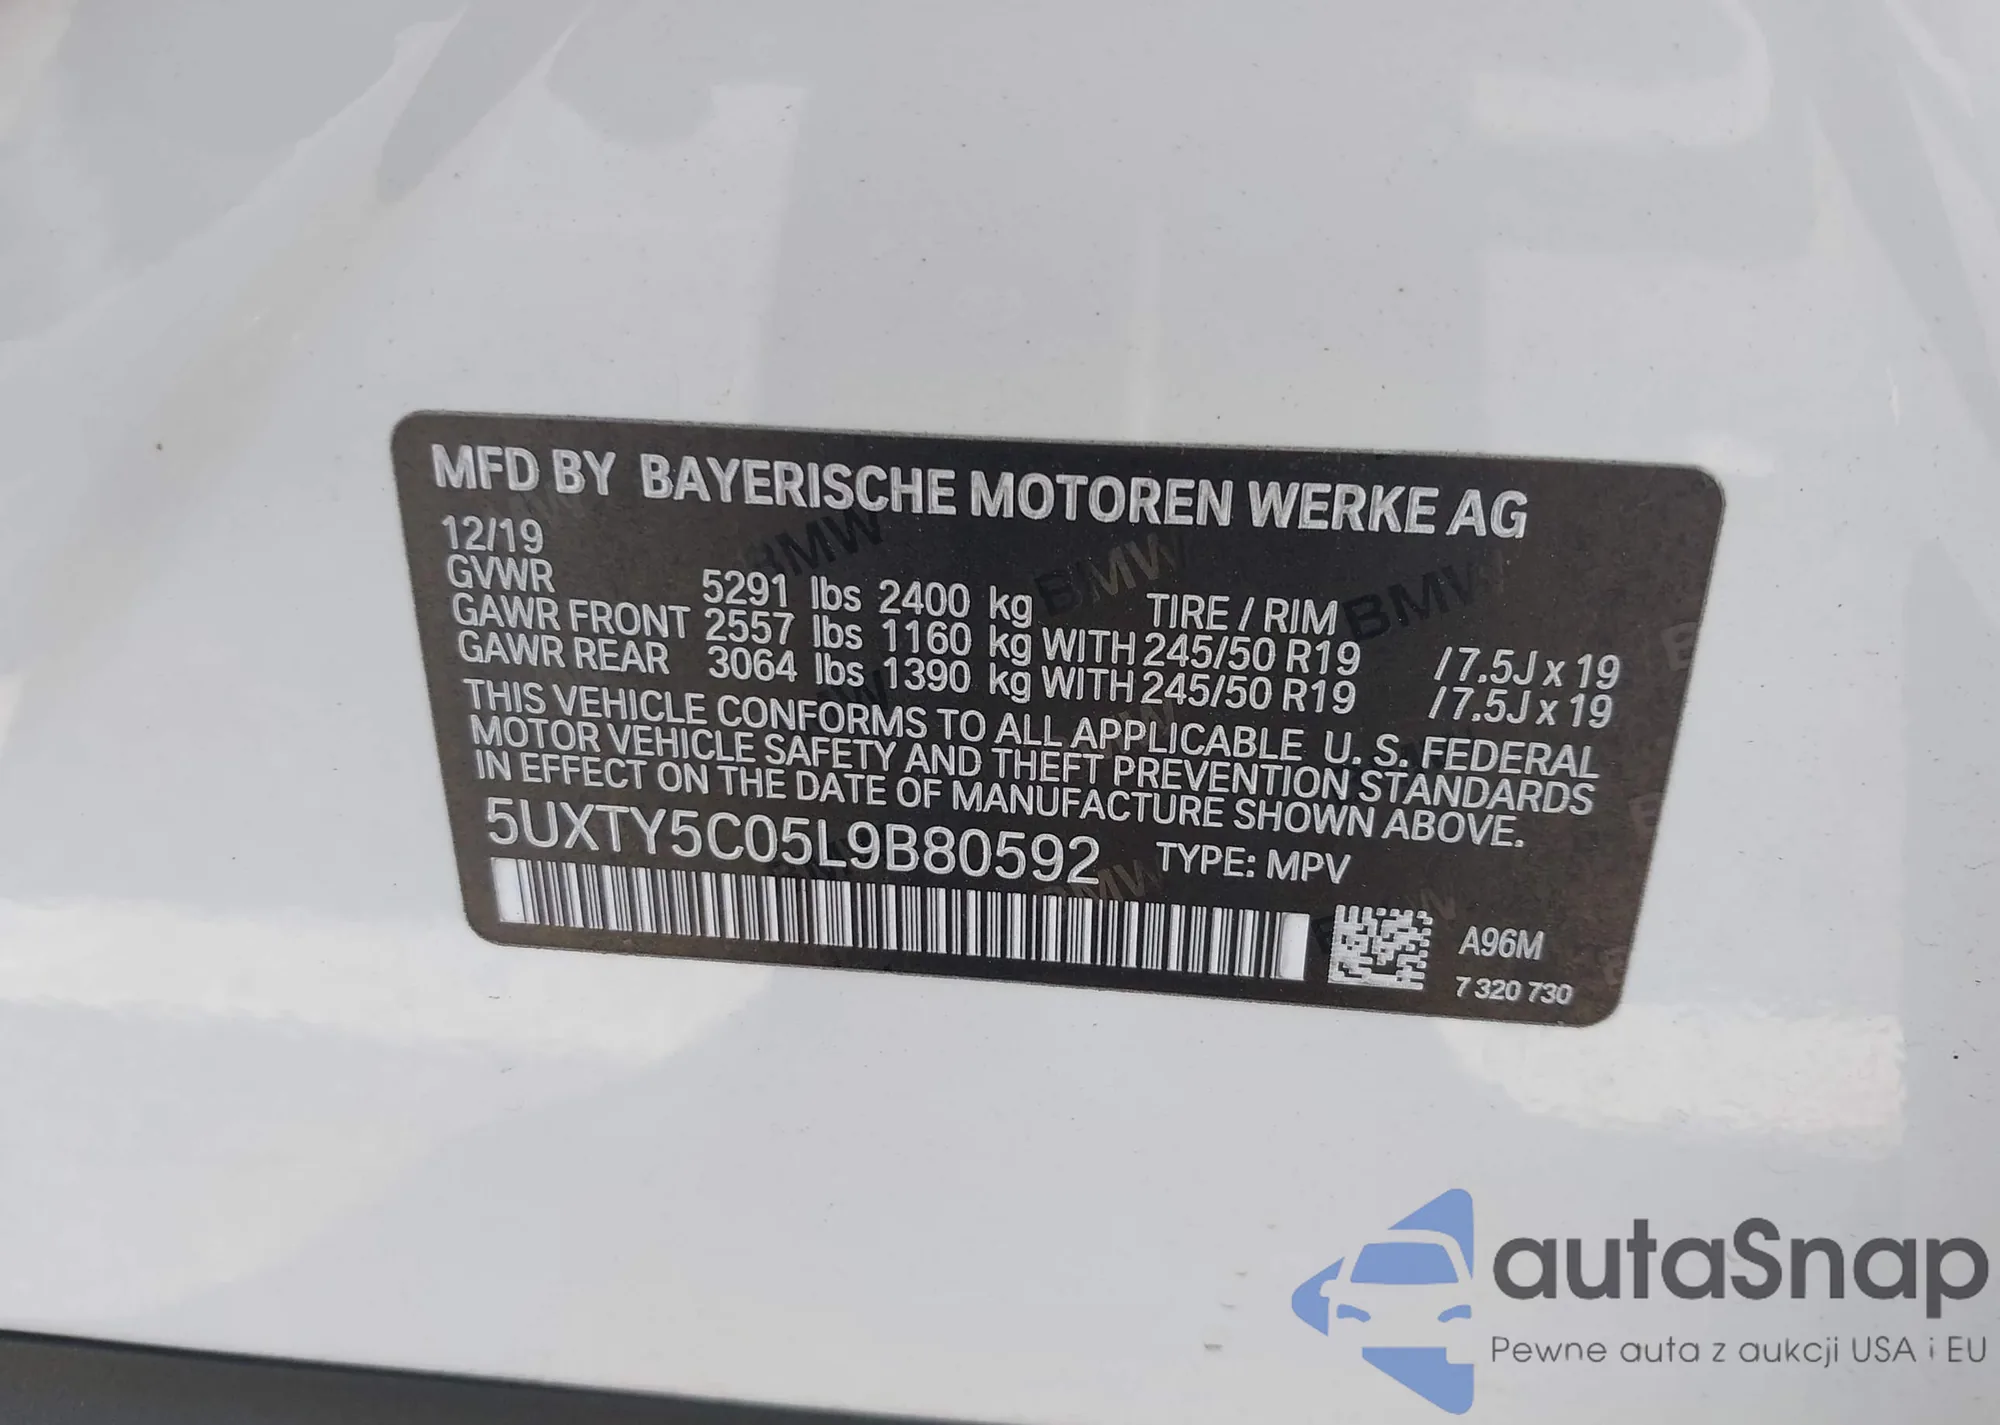 MFD BY BAYERISCHE MOTOREN WERKE AG
12/19
GVWR 5291 lbs 2400 kg TIRE / RIM
GAWR FRONT 2557 lbs 1160 kg WITH 245/50 R19 /7.5J x 19
GAWR REAR 3064 lbs 1390 kg WITH 245/50 R19 /7.5J x 19
THIS VEHICLE CONFORMS TO ALL APPLICABLE U. S. FEDERAL
MOTOR VEHICLE SAFETY AND THEFT PREVENTION STANDARDS
IN EFFECT ON THE DATE OF MANUFACTURE SHOWN ABOVE.
5UXTY5C05L9B80592 TYPE: MPV
A96M
7 320 730
autaSnap
Pewne auta z aukcji USA i EU